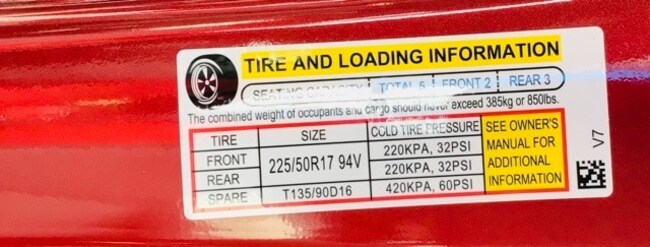 TIRE AND LOADING INFORMATION
SEATING CAPACITY TOTAL 5 FRONT 2 REAR 3
The combined weight of occupants and cargo should never exceed 385kg or 850lbs.
TIRE SIZE COLD TIRE PRESSURE SEE OWNER'S
FRONT 225/50R17 94V 220KPA, 32PSI MANUAL FOR
REAR 220KPA, 32PSI ADDITIONAL
SPARE T135/90D16 420KPA, 60PSI INFORMATION
V7